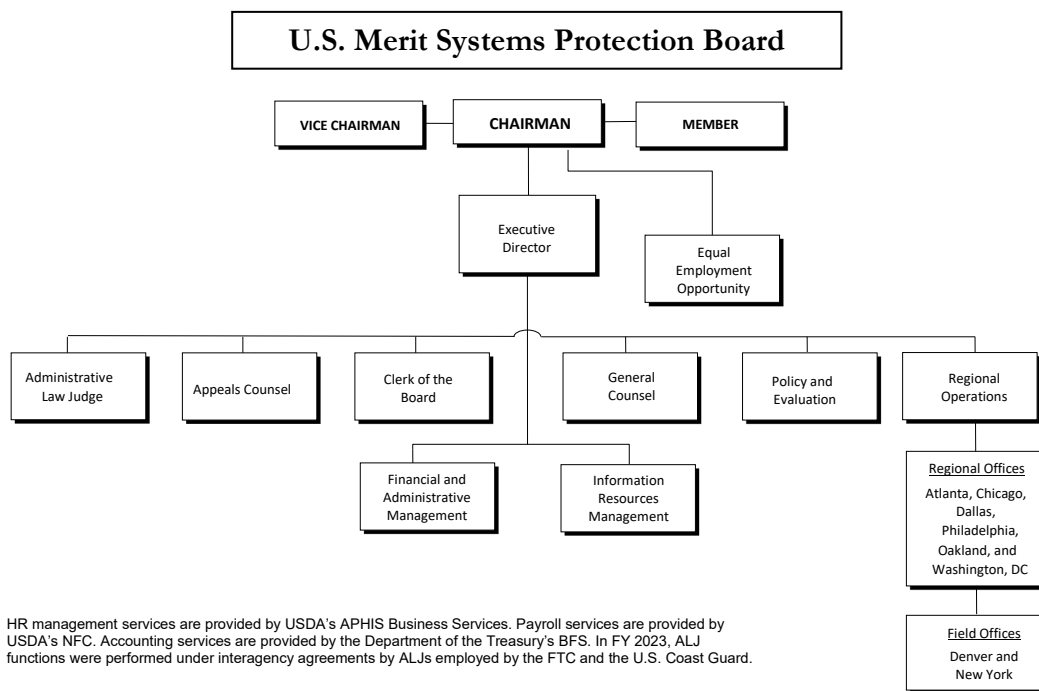 U.S. Merit Systems Protection Board
VICE CHAIRMAN
CHAIRMAN
MEMBER
Executive
Director
Equal
Employment
Opportunity
Administrative
Law Judge
Appeals Counsel
Clerk of the
Board
General
Counsel
Policy and
Evaluation
Regional
Operations
Financial and
Administrative
Management
Information
Resources
Management
Regional Offices
Atlanta, Chicago,
Dallas,
Philadelphia,
Oakland, and
Washington, DC
Field Offices
Denver and
New York
HR management services are provided by USDA's APHIS Business Services. Payroll services are provided by
USDA's NFC. Accounting services are provided by the Department of the Treasury's BFS. In FY 2023, ALJ
functions were performed under interagency agreements by ALJs employed by the FTC and the U.S. Coast Guard.